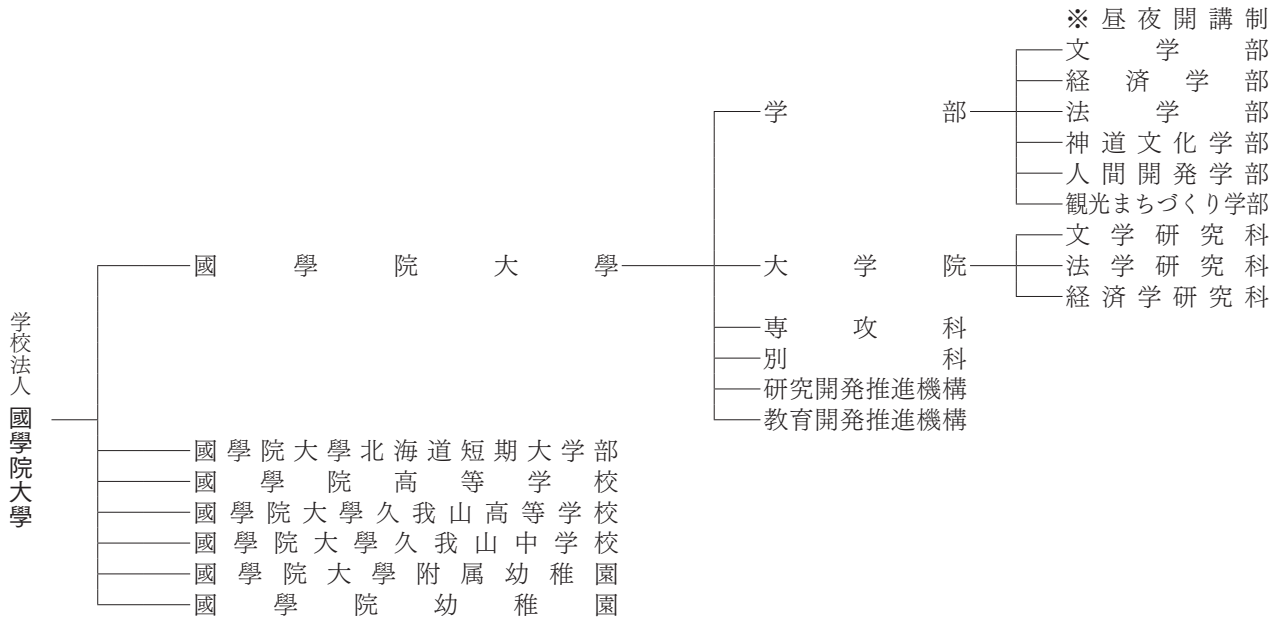 学校法人 國學院大學
國學院大學
学部
※昼夜開講制
文学部
経済学部
法学部
神道文化学部
人間開発学部
観光まちづくり学部
大学院
文学研究科
法学研究科
経済学研究科
専攻科
別科
研究開発推進機構
教育開発推進機構
國學院大學北海道短期大学部
國學院高等学校
國學院大學久我山高等学校
國學院大學久我山中学校
國學院大學附属幼稚園
國學院幼稚園